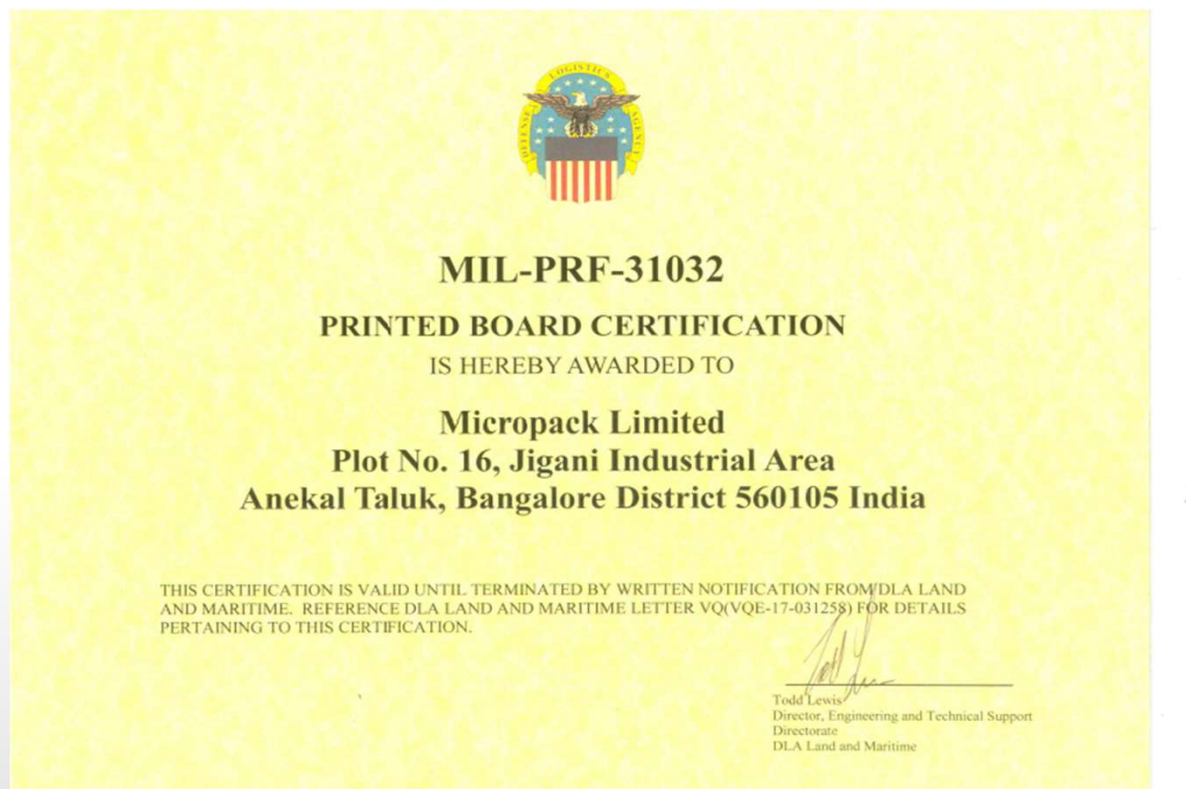 DEFENSE LOGISTICS AGENCY
MIL-PRF-31032
PRINTED BOARD CERTIFICATION
IS HEREBY AWARDED TO
Micropack Limited
Plot No. 16, Jigani Industrial Area
Anekal Taluk, Bangalore District 560105 India
THIS CERTIFICATION IS VALID UNTIL TERMINATED BY WRITTEN NOTIFICATION FROM DLA LAND
AND MARITIME.  REFERENCE DLA LAND AND MARITIME LETTER VQ(VQE-17-031258) FOR DETAILS
PERTAINING TO THIS CERTIFICATION.
Todd Lewis
Todd Lewis
Director, Engineering and Technical Support
Directorate
DLA Land and Maritime